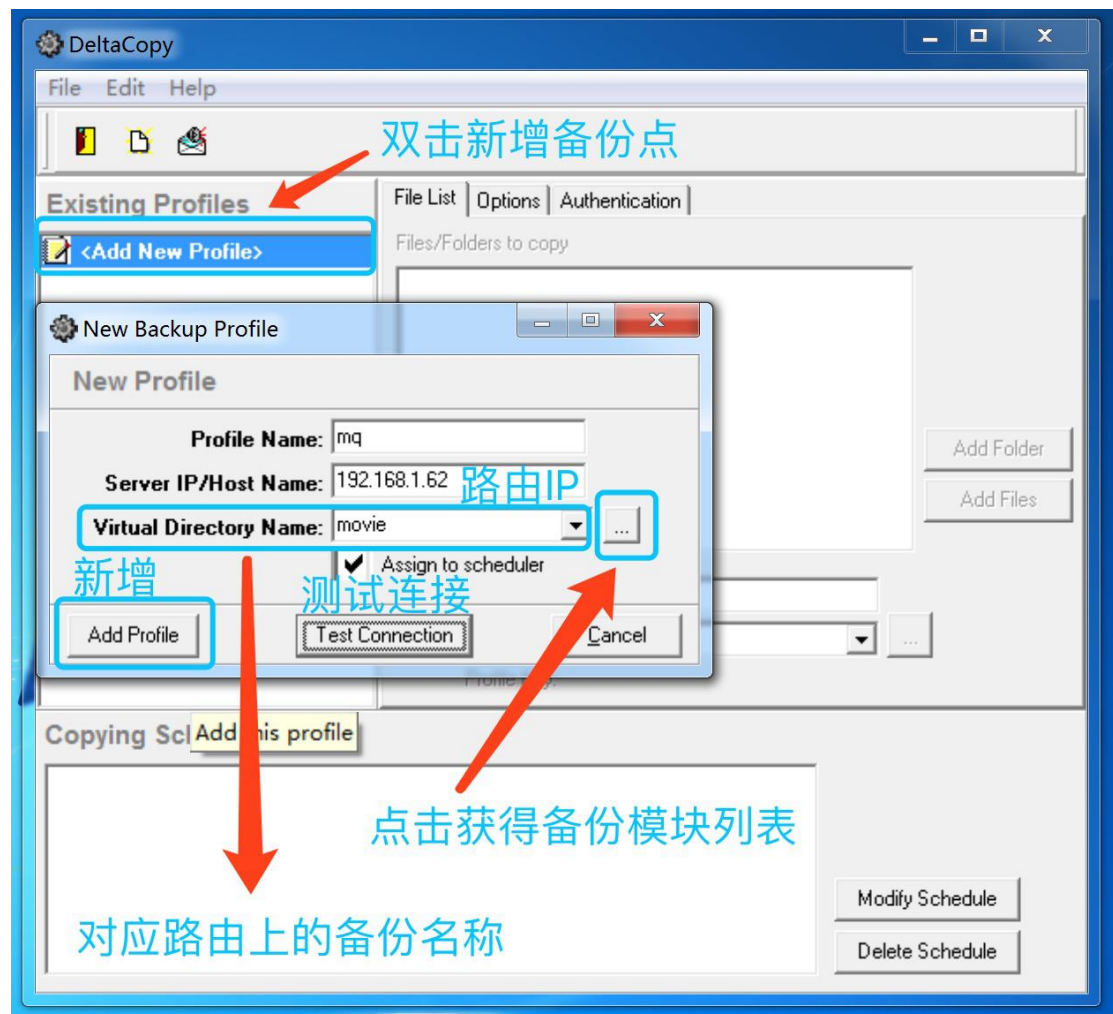 DeltaCopy
File Edit Help
双击新增备份点
Existing Profiles
File List Options Authentication
<Add New Profile>
Files/Folders to copy
New Backup Profile
New Profile
Profile Name: mq
Server IP/Host Name: 192.168.1.62
路由IP
Virtual Directory Name: movie ...
Assign to scheduler
新增
测试连接
Add Profile Test Connection Cancel
Add Folder
Add Files
...
Add this profile
点击获得备份模块列表
对应路由上的备份名称
Modify Schedule
Delete Schedule